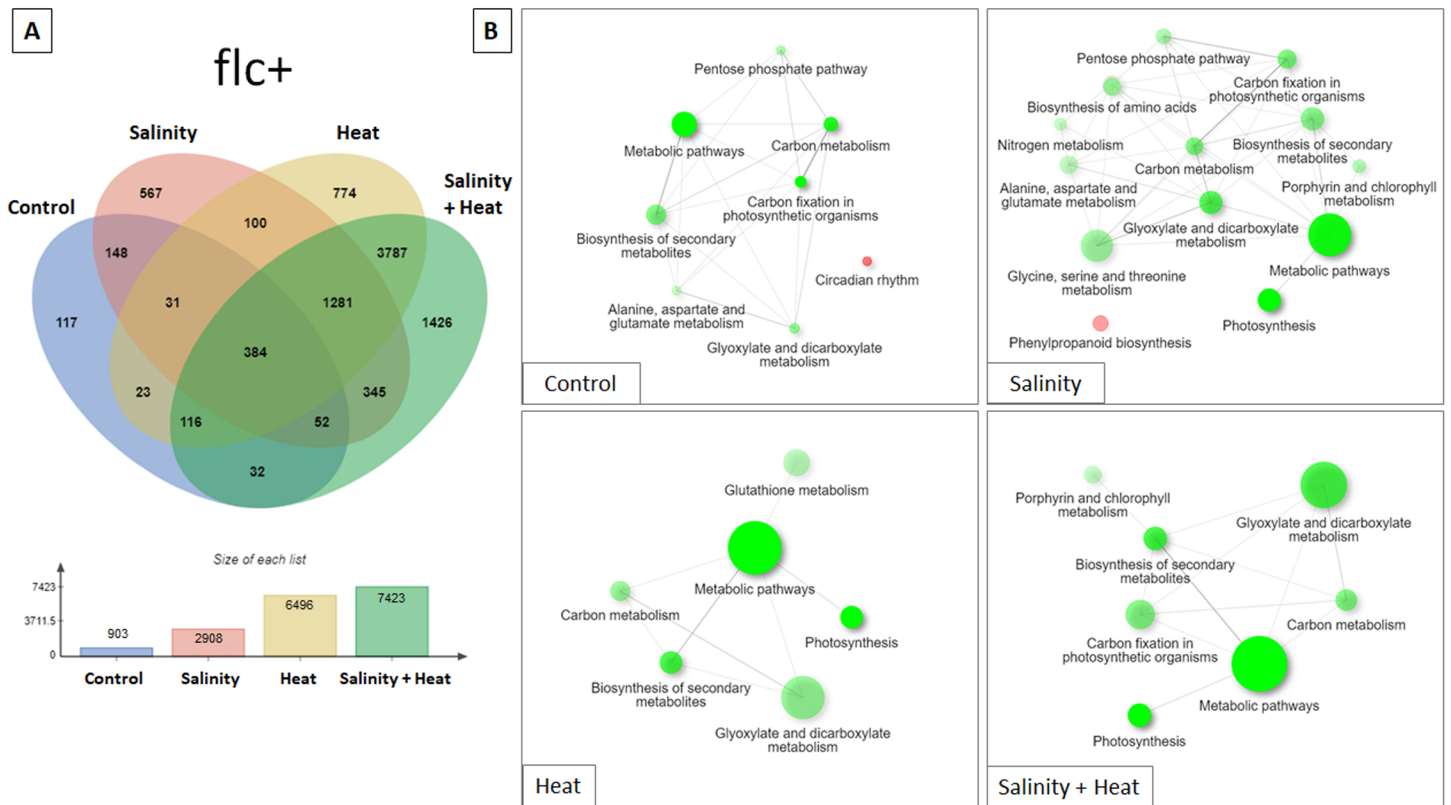 A
B
flc+
Salinity
Heat
Control
Salinity
+ Heat
567
774
100
148
3787
117
31
1281
1426
384
23
345
116
52
32
Size of each list
7423
3711.5
0
903
2908
6496
7423
Control
Salinity
Heat
Salinity + Heat
Pentose phosphate pathway
Metabolic pathways
Carbon metabolism
Carbon fixation in
photosynthetic organisms
Biosynthesis of secondary
metabolites
Circadian rhythm
Alanine, aspartate and
glutamate metabolism
Glyoxylate and dicarboxylate
metabolism
Control
Pentose phosphate pathway
Carbon fixation in
photosynthetic organisms
Biosynthesis of amino acids
Nitrogen metabolism
Biosynthesis of secondary
metabolites
Carbon metabolism
Alanine, aspartate and
glutamate metabolism
Porphyrin and chlorophyll
metabolism
Glyoxylate and dicarboxylate
metabolism
Glycine, serine and threonine
metabolism
Metabolic pathways
Photosynthesis
Phenylpropanoid biosynthesis
Salinity
Glutathione metabolism
Metabolic pathways
Carbon metabolism
Photosynthesis
Biosynthesis of secondary
metabolites
Glyoxylate and dicarboxylate
metabolism
Heat
Porphyrin and chlorophyll
metabolism
Glyoxylate and dicarboxylate
metabolism
Biosynthesis of secondary
metabolites
Carbon metabolism
Carbon fixation in
photosynthetic organisms
Metabolic pathways
Photosynthesis
Salinity + Heat